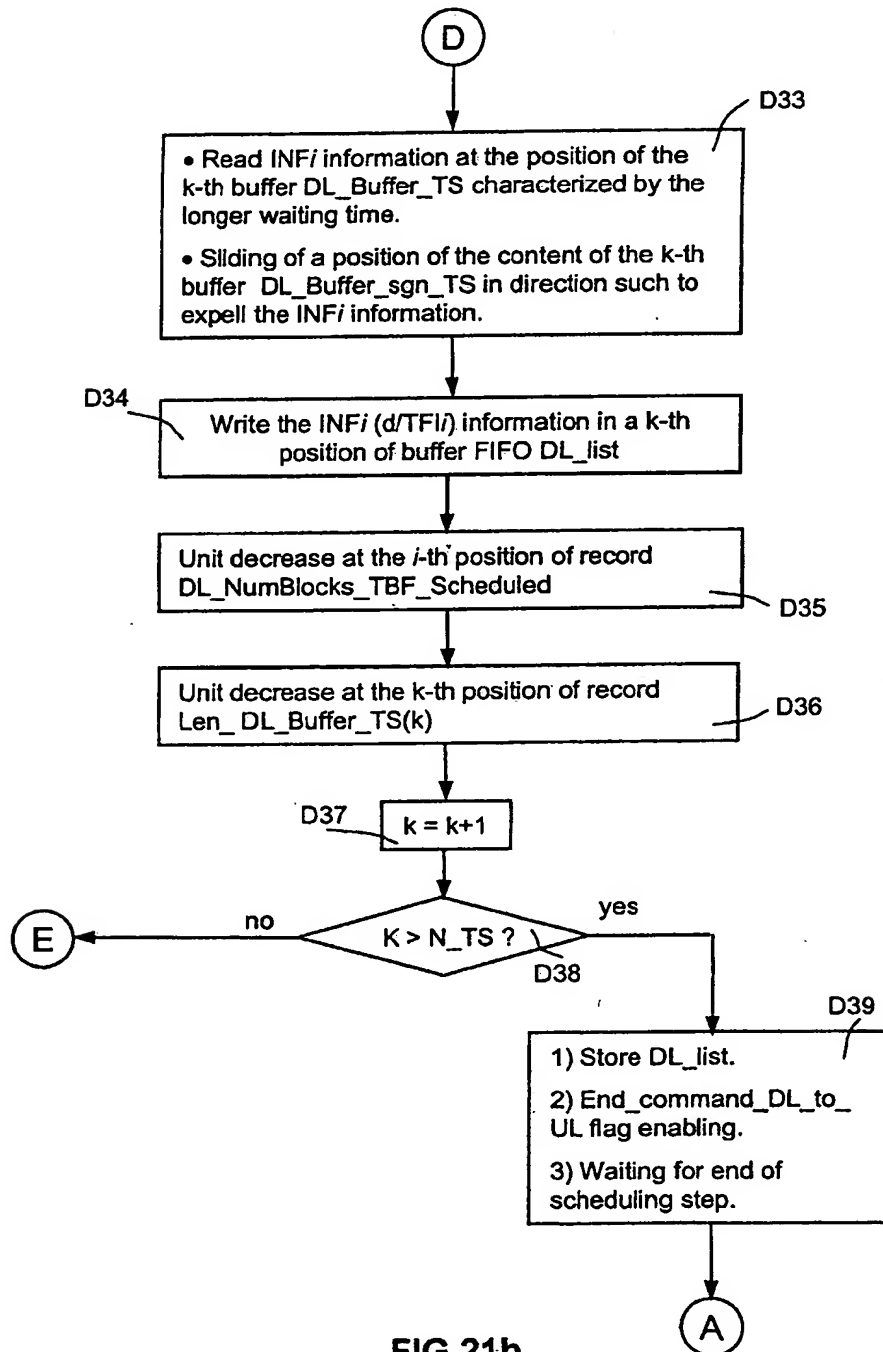 D
D33
• Read INFi information at the position of the
k-th buffer DL_Buffer_TS characterized by the
longer waiting time.
• Sliding of a position of the content of the k-th
buffer DL_Buffer_sgn_TS in direction such to
expell the INFi information.
D34
Write the INFi (d/TFIi) information in a k-th
position of buffer FIFO DL_list
Unit decrease at the i-th position of record
DL_NumBlocks_TBF_Scheduled
D35
Unit decrease at the k-th position of record
Len_ DL_Buffer_TS(k)
D36
D37
k = k+1
no
yes
E
K > N_TS ?
D38
D39
1) Store DL_list.
2) End_command_DL_to_
UL flag enabling.
3) Waiting for end of
scheduling step.
A
FIG.21b